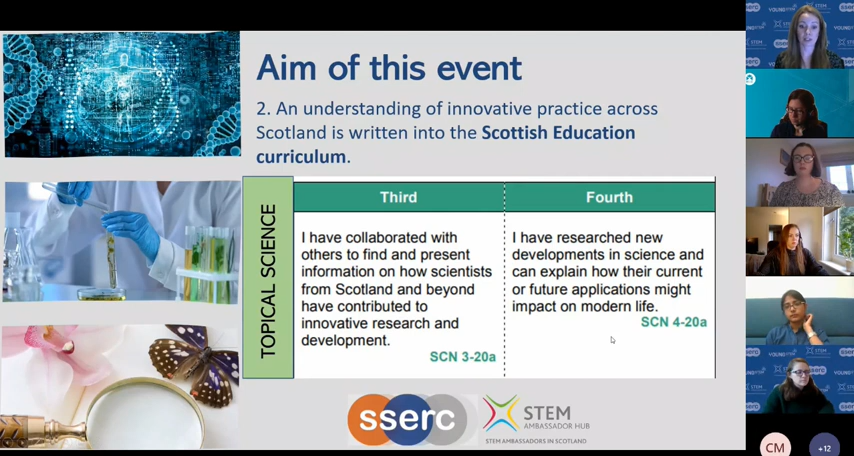 Aim of this event
2. An understanding of innovative practice across
Scotland is written into the Scottish Education
curriculum.
TOPICAL SCIENCE
Third
Fourth
I have collaborated with
others to find and present
information on how scientists
from Scotland and beyond
have contributed to
innovative research and
development.
SCN 3-20a
I have researched new
developments in science and
can explain how their current
or future applications might
impact on modern life.
SCN 4-20a
sserc
STEM
AMBASSADOR HUB
STEM AMBASSADORS IN SCOTLAND
CM
+12